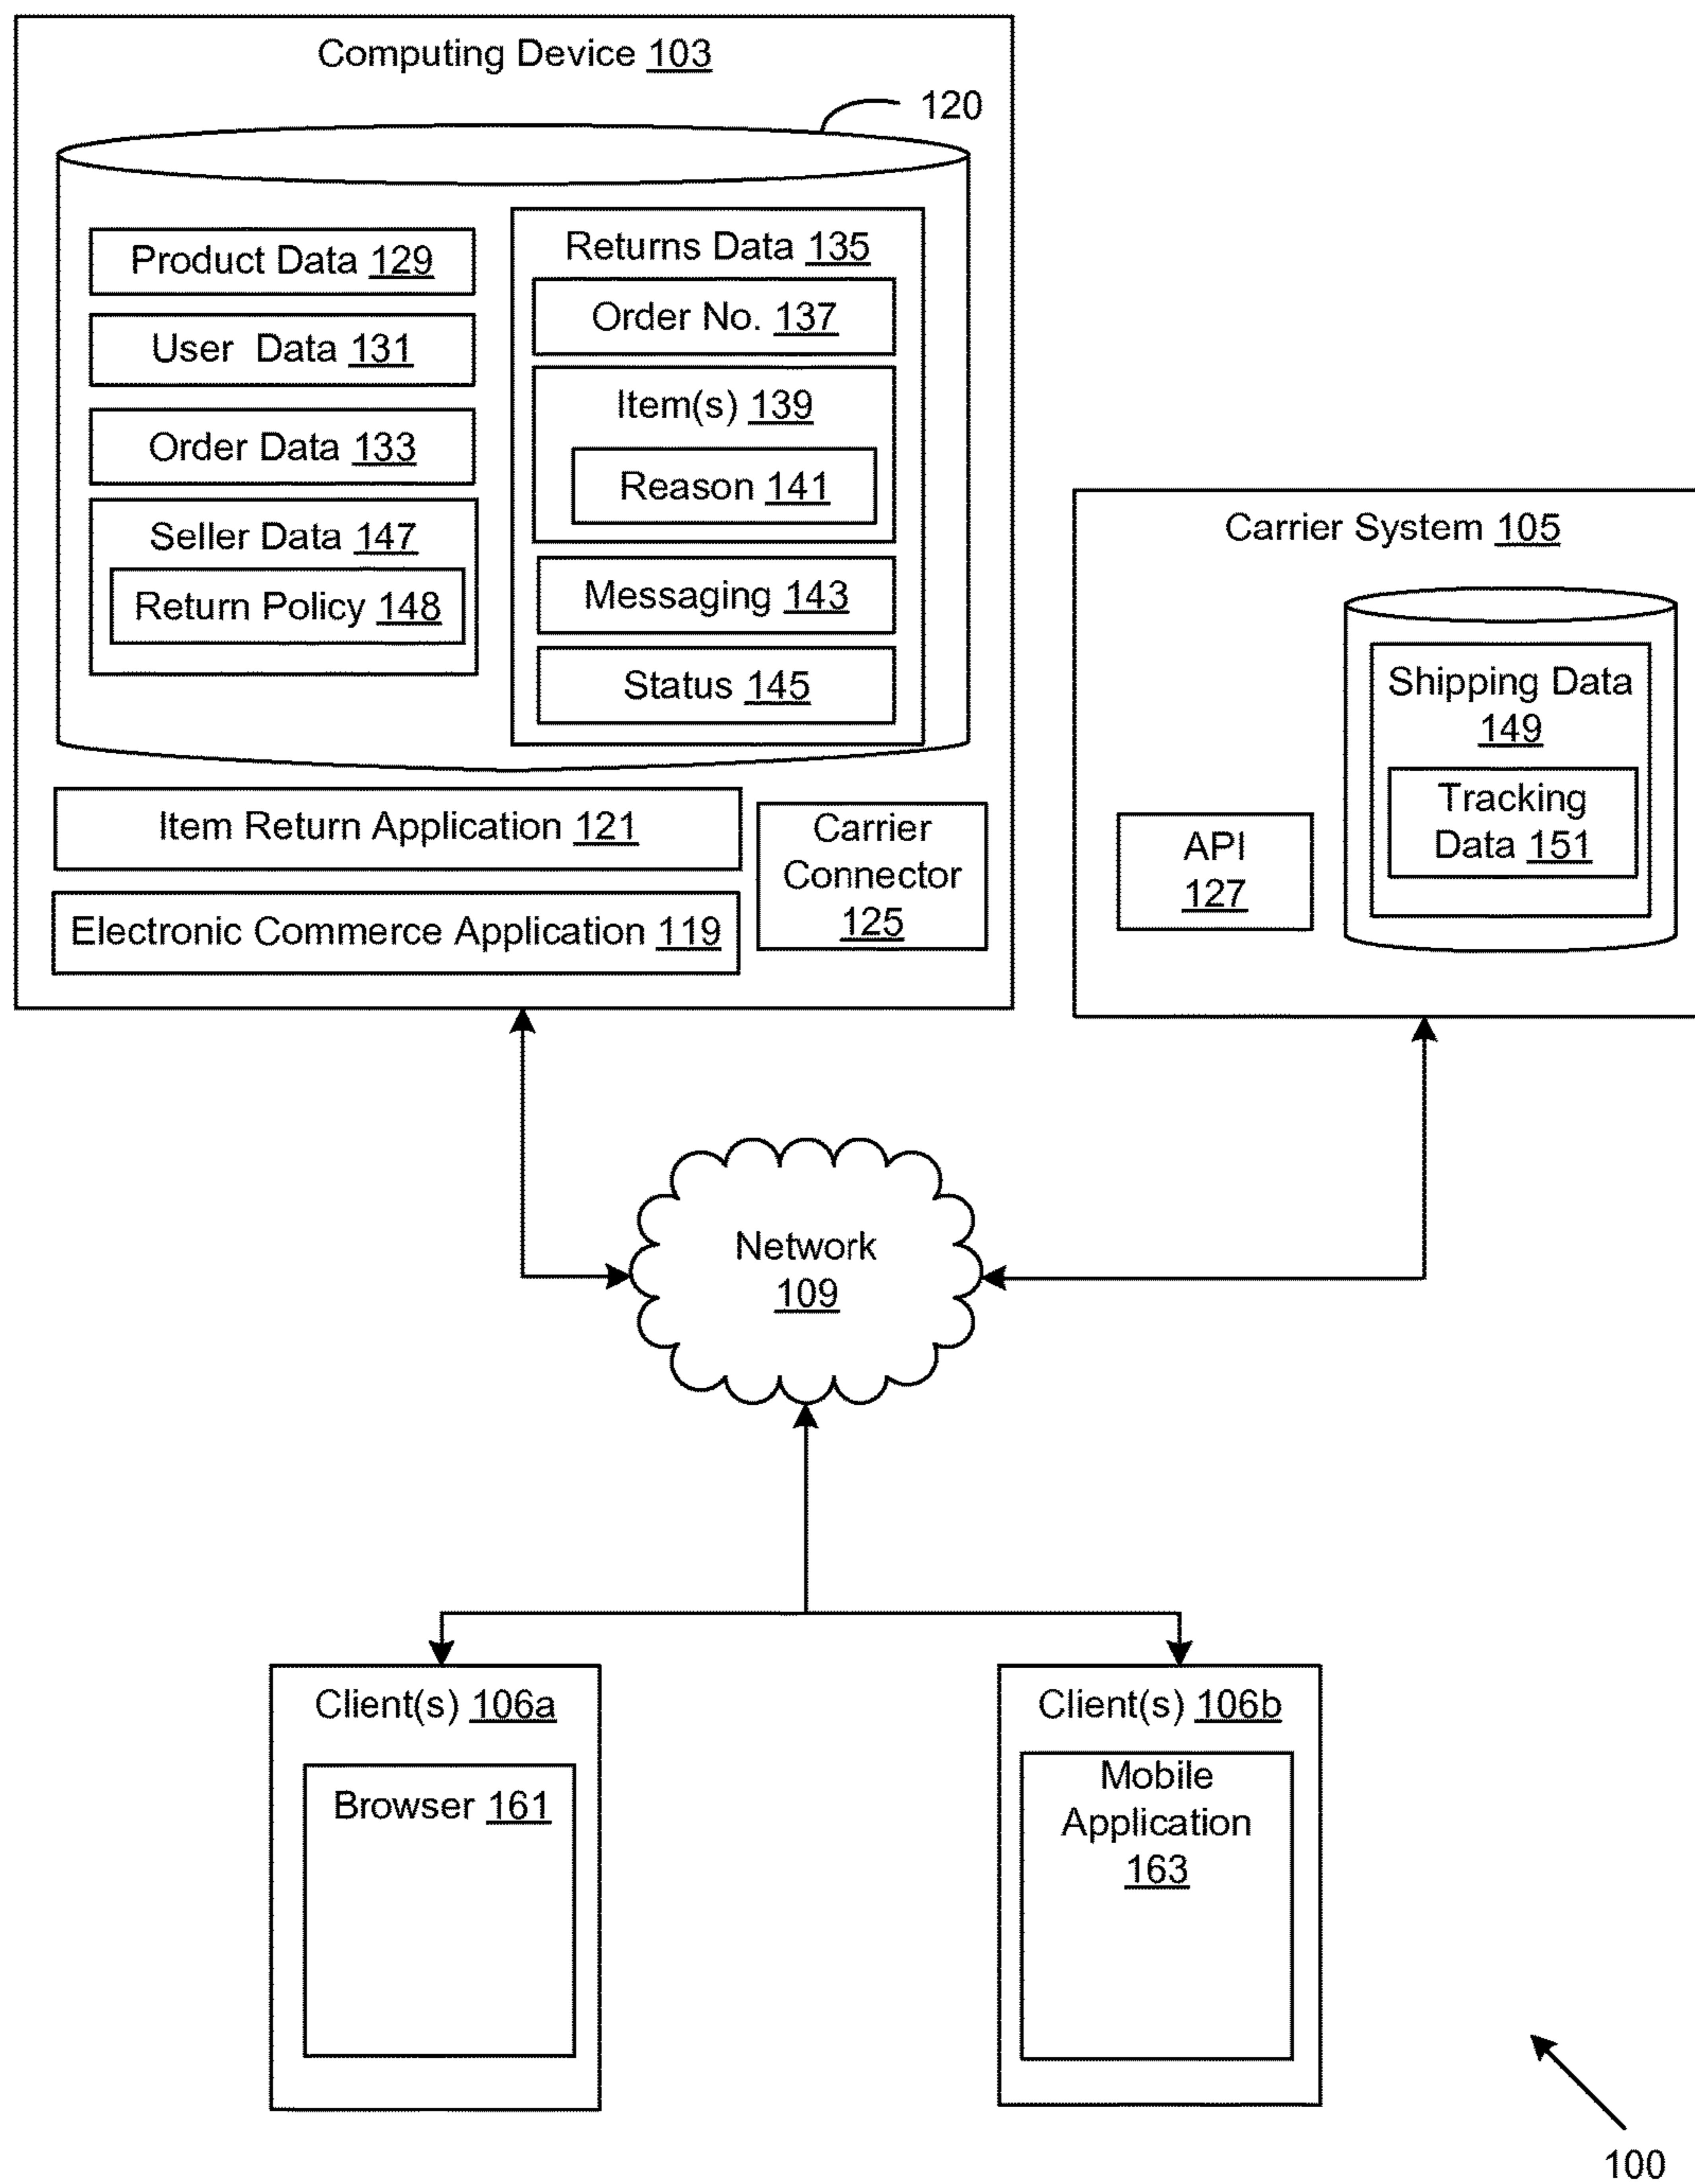 Computing Device 103
120
Product Data 129
User Data 131
Order Data 133
Seller Data 147
Return Policy 148
Returns Data 135
Order No. 137
Item(s) 139
Reason 141
Messaging 143
Status 145
Item Return Application 121
Electronic Commerce Application 119
Carrier
Connector
125
Carrier System 105
API
127
Shipping Data
149
Tracking
Data 151
Network
109
Client(s) 106a
Browser 161
Client(s) 106b
Mobile
Application
163
100